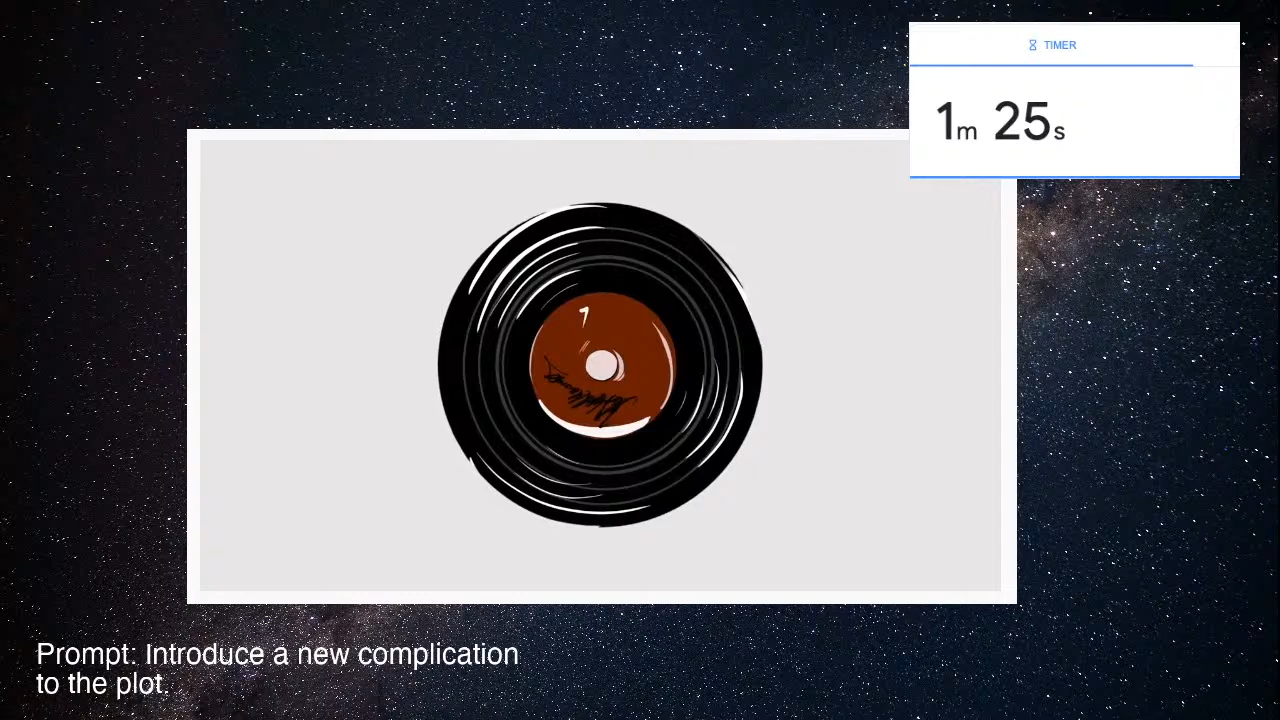 TIMER
1m 25s
Prompt: Introduce a new complication
to the plot.